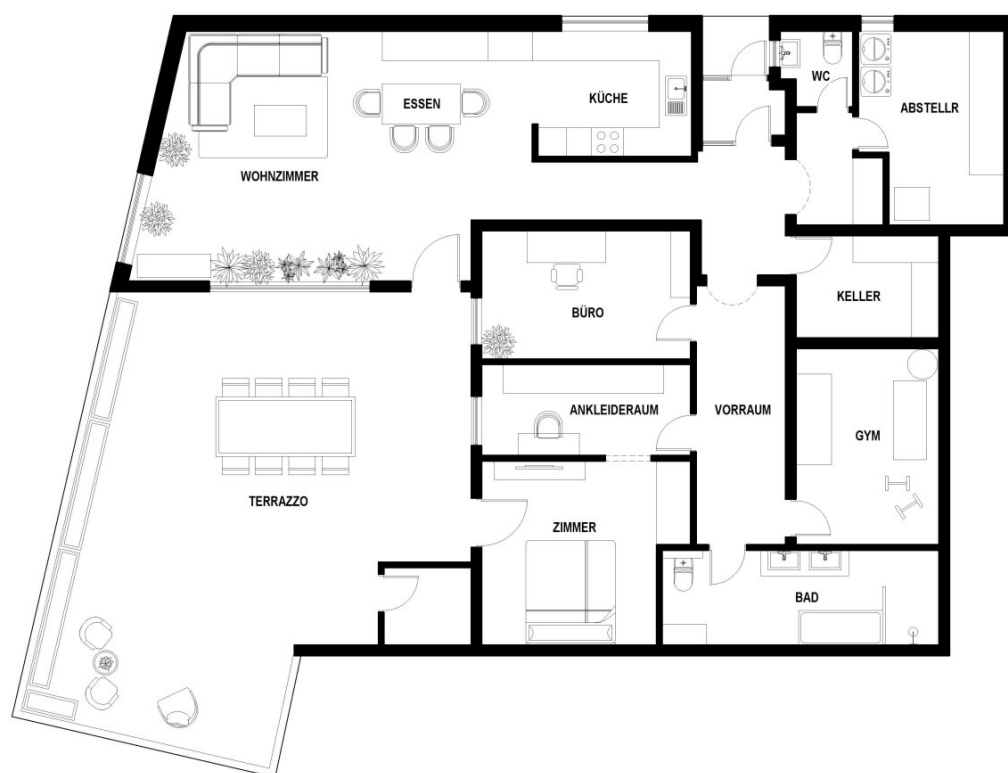 WC
ESSEN
KÜCHE
ABSTELLR
WOHNZIMMER
KELLER
BÜRO
ANKLEIDERAUM
VORRAUM
GYM
TERRAZZO
ZIMMER
BAD